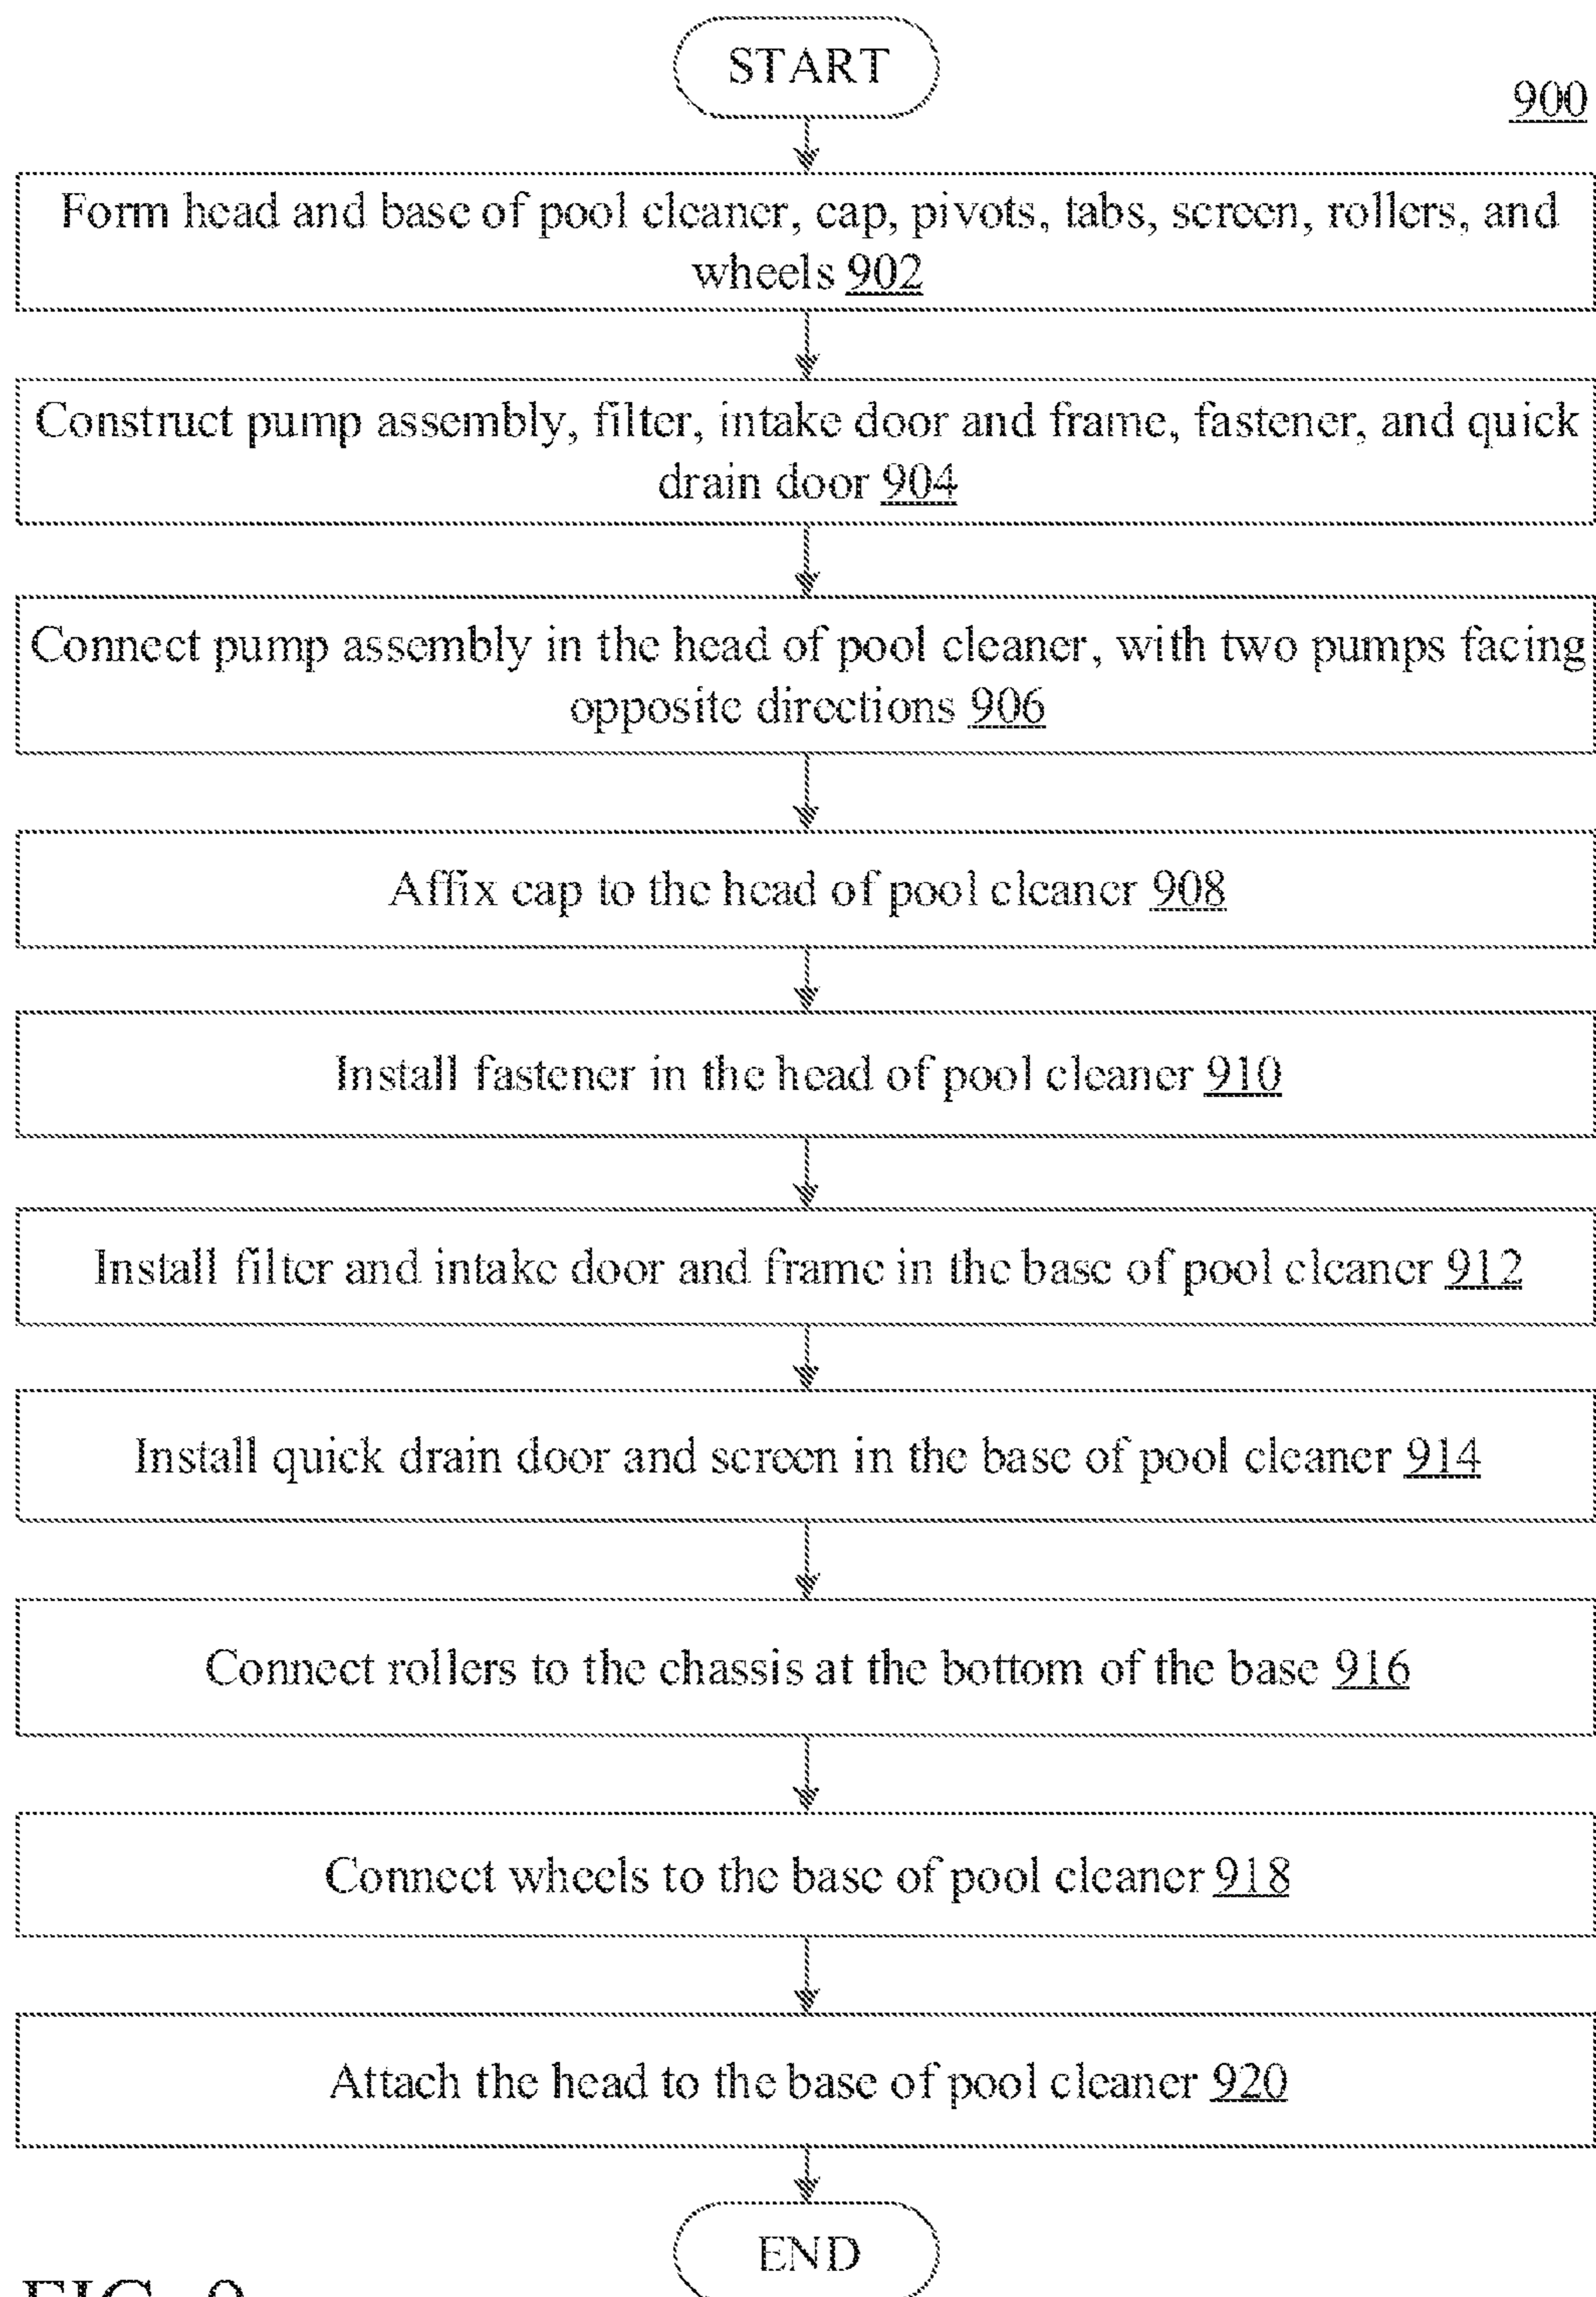 START
900
Form head and base of pool cleaner, cap, pivots, tabs, screen, rollers, and
wheels 902
Construct pump assembly, filter, intake door and frame, fastener, and quick
drain door 904
Connect pump assembly in the head of pool cleaner, with two pumps facing
opposite directions 906
Affix cap to the head of pool cleaner 908
Install fastener in the head of pool cleaner 910
Install filter and intake door and frame in the base of pool cleaner 912
Install quick drain door and screen in the base of pool cleaner 914
Connect rollers to the chassis at the bottom of the base 916
Connect wheels to the base of pool cleaner 918
Attach the head to the base of pool cleaner 920
END
FIG. 9